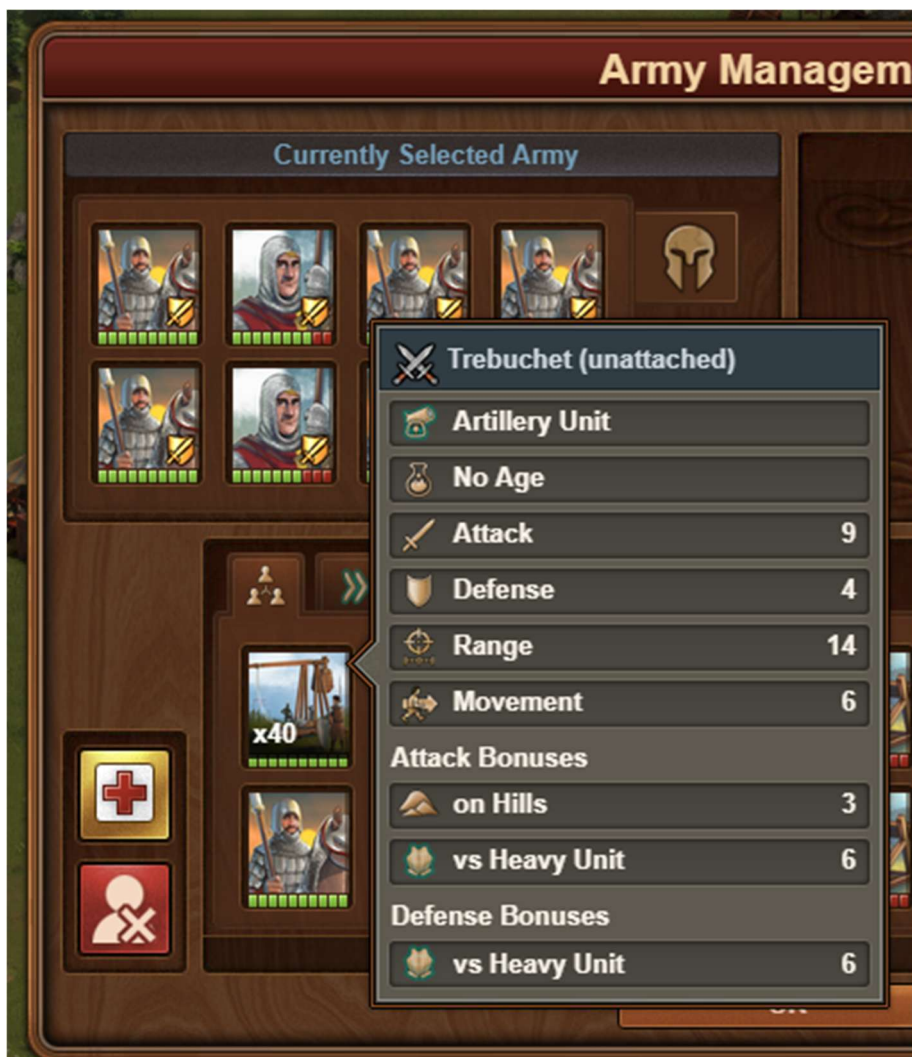 Army Managem
Currently Selected Army
Trebuchet (unattached)
Artillery Unit
No Age
Attack 9
Defense 4
Range 14
Movement 6
x40
Attack Bonuses
on Hills 3
vs Heavy Unit 6
Defense Bonuses
vs Heavy Unit 6